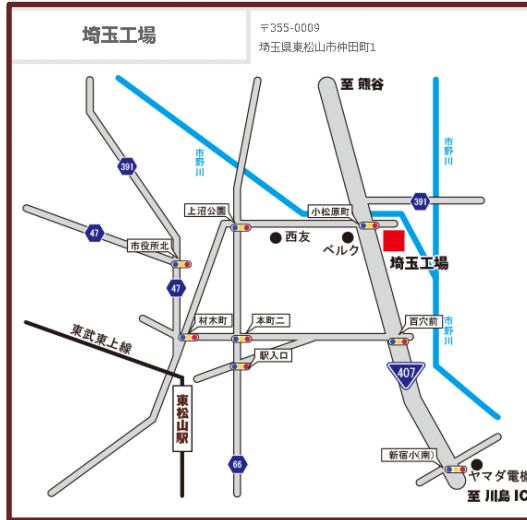 埼玉工場
〒355-0009
埼玉県東松山市仲田町1
至 熊谷
市野川
市野川
391
391
47
上沼公園
小松原町
西友
ベルク
埼玉工場
市役所北
47
市野川
材木町
本町二
百穴前
東武東上線
駅入口
407
東松山駅
新宿小(南)
66
ヤマダ電機
至 川島 IC